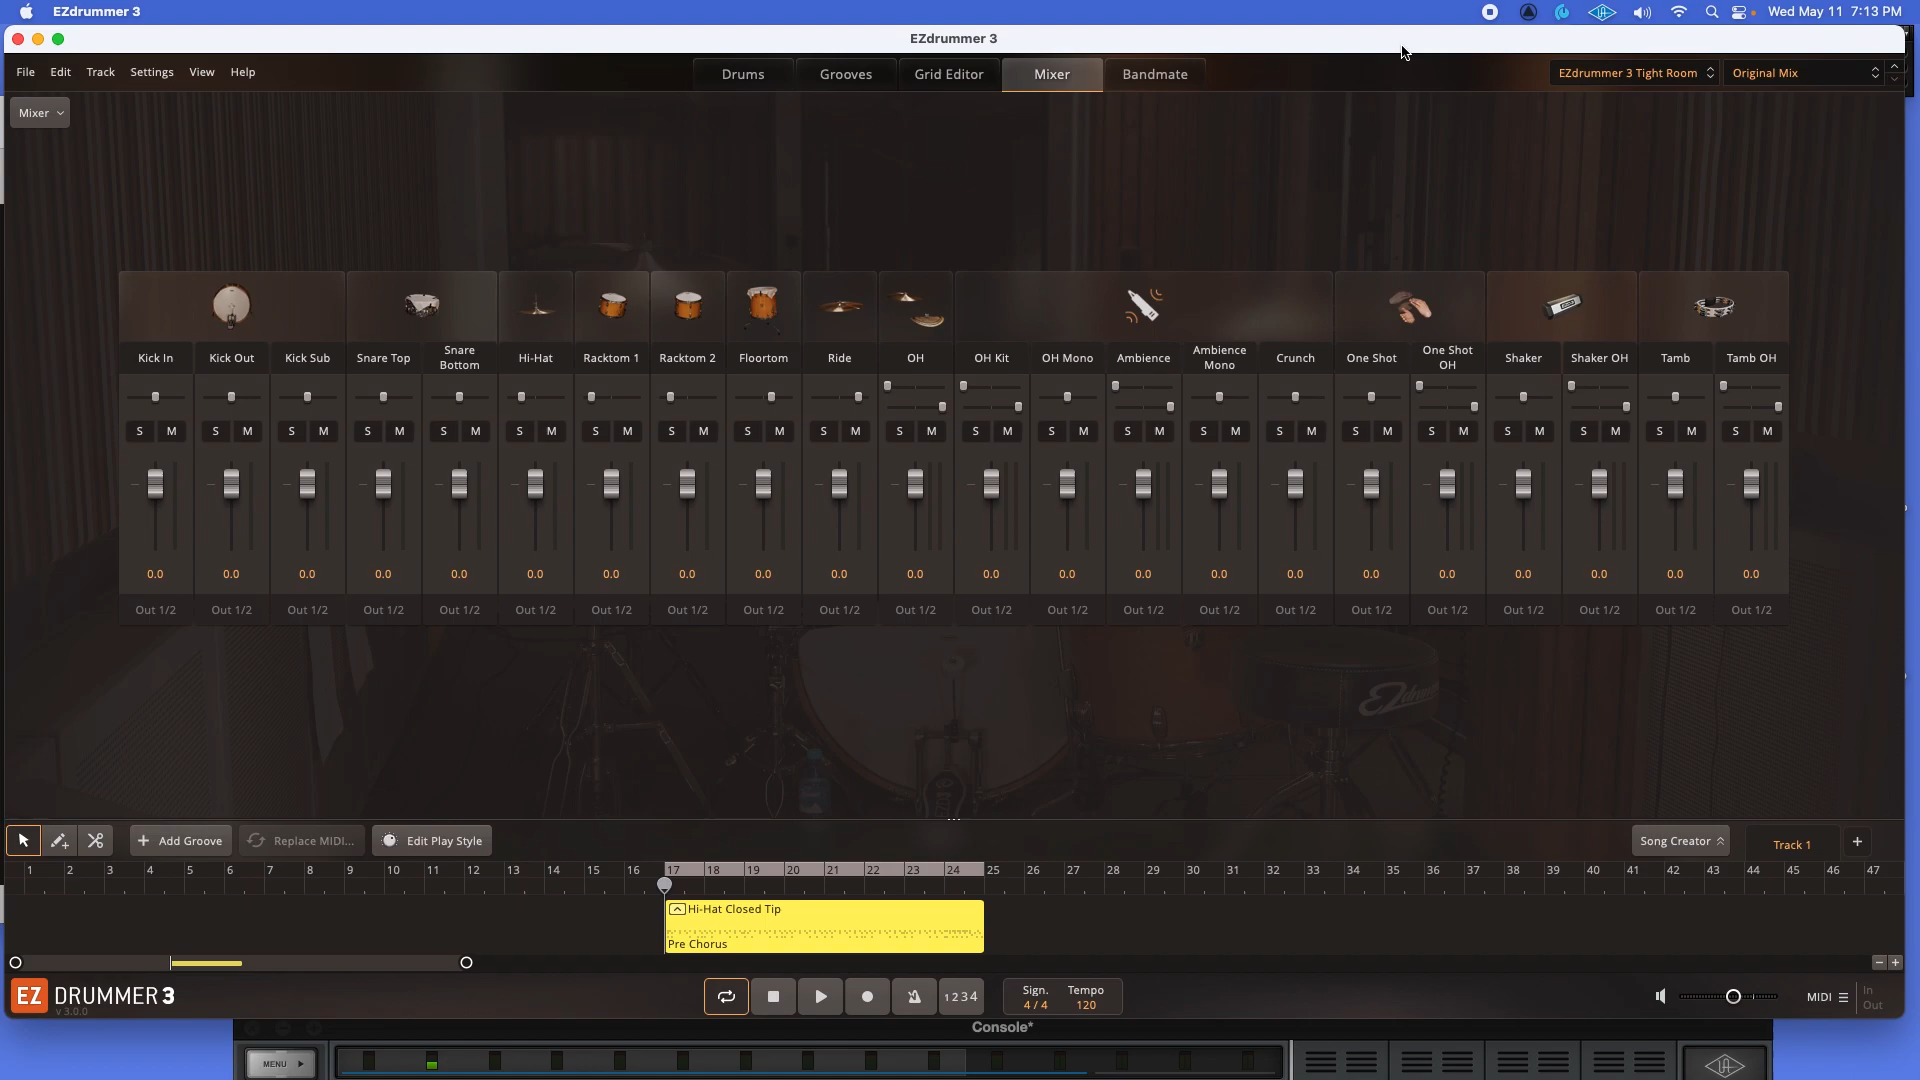 EZdrummer 3
Wed May 11 7:13 PM
EZdrummer 3
File Edit Track Settings View Help
Drums Grooves Grid Editor Mixer Bandmate
EZdrummer 3 Tight Room Original Mix
Mixer
Kick In Kick Out Kick Sub Snare Top Snare Bottom Hi-Hat Racktom 1 Racktom 2 Floortom Ride OH OH Kit OH Mono Ambience Ambience Mono Crunch One Shot One Shot OH Shaker Shaker OH Tamb Tamb OH
S M S M S M S M S M S M S M S M S M S M S M S M S M S M S M S M S M S M S M S M S M S M
0.0 0.0 0.0 0.0 0.0 0.0 0.0 0.0 0.0 0.0 0.0 0.0 0.0 0.0 0.0 0.0 0.0 0.0 0.0 0.0 0.0 0.0
Out 1/2 Out 1/2 Out 1/2 Out 1/2 Out 1/2 Out 1/2 Out 1/2 Out 1/2 Out 1/2 Out 1/2 Out 1/2 Out 1/2 Out 1/2 Out 1/2 Out 1/2 Out 1/2 Out 1/2 Out 1/2 Out 1/2 Out 1/2 Out 1/2 Out 1/2
EZdrummer
Add Groove Replace MIDI... Edit Play Style Song Creator Track 1 +
1 2 3 4 5 6 7 8 9 10 11 12 13 14 15 16 17 18 19 20 21 22 23 24 25 26 27 28 29 30 31 32 33 34 35 36 37 38 39 40 41 42 43 44 45 46 47
Hi-Hat Closed Tip
Pre Chorus
EZ DRUMMER 3
v 3.0.0
1 2 3 4
Sign. Tempo
4 / 4 120
MIDI In
Out
Console*
MENU